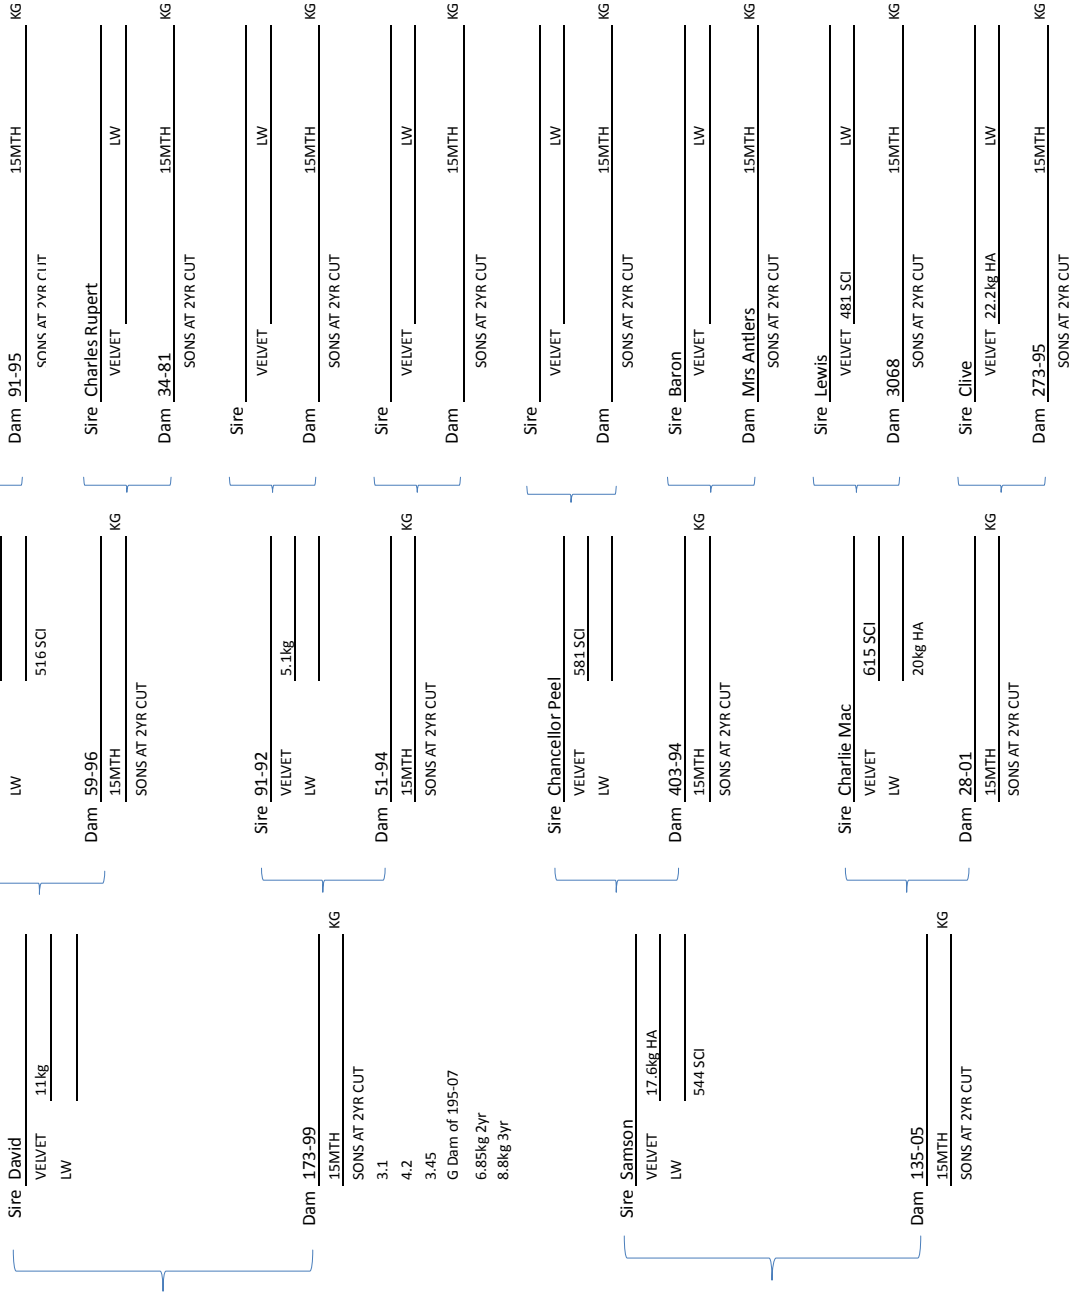 Sire David
VELVET 11kg
LW
Dam 173-99
15MTH KG
SONS AT 2YR CUT
3.1
4.2
3.45
G Dam of 195-07
6.85kg 2yr
8.8kg 3yr
Sire Samson
VELVET 17.6kg HA
LW
544 SCI
Dam 135-05
15MTH KG
SONS AT 2YR CUT
LW
516 SCI
Dam 59-96
15MTH KG
SONS AT 2YR CUT
Sire 91-92
VELVET 5.1kg
LW
Dam 51-94
15MTH KG
SONS AT 2YR CUT
Sire Chancellor Peel
VELVET 581 SCI
LW
Dam 403-94
15MTH KG
SONS AT 2YR CUT
Sire Charlie Mac
VELVET 615 SCI
LW
20kg HA
Dam 28-01
15MTH KG
SONS AT 2YR CUT
Dam 91-95
15MTH KG
SONS AT 2YR CUT
Sire Charles Rupert
VELVET LW
Dam 34-81
15MTH KG
SONS AT 2YR CUT
Sire
VELVET LW
Dam
15MTH KG
SONS AT 2YR CUT
Sire
VELVET LW
Dam
15MTH KG
SONS AT 2YR CUT
Sire
VELVET LW
Dam
15MTH KG
SONS AT 2YR CUT
Sire Baron
VELVET LW
Dam Mrs Antlers
15MTH KG
SONS AT 2YR CUT
Sire Lewis
VELVET 481 SCI LW
Dam 3068
15MTH KG
SONS AT 2YR CUT
Sire Clive
VELVET 22.2kg HA LW
Dam 273-95
15MTH KG
SONS AT 2YR CUT